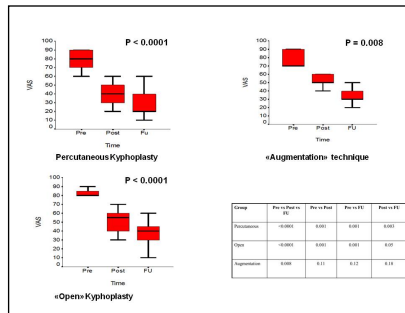 P < 0.0001
100
90
80
70
60
50
40
30
20
10
0
VAS
Pre Post FU
Time
Percutaneous Kyphoplasty
P = 0.008
100
90
80
70
60
50
40
30
20
10
0
VAS
Pre Post FU
Time
«Augmentation» technique
P < 0.0001
100
90
80
70
60
50
40
30
20
10
0
VAS
Pre Post FU
Time
«Open» Kyphoplasty
Group Pre vs Post vs FU Pre vs Post Pre vs FU Post vs FU
Percutaneous <0.0001 0.001 0.001 0.003
Open <0.0001 0.001 0.001 0.05
Augmentation 0.008 0.11 0.12 0.18